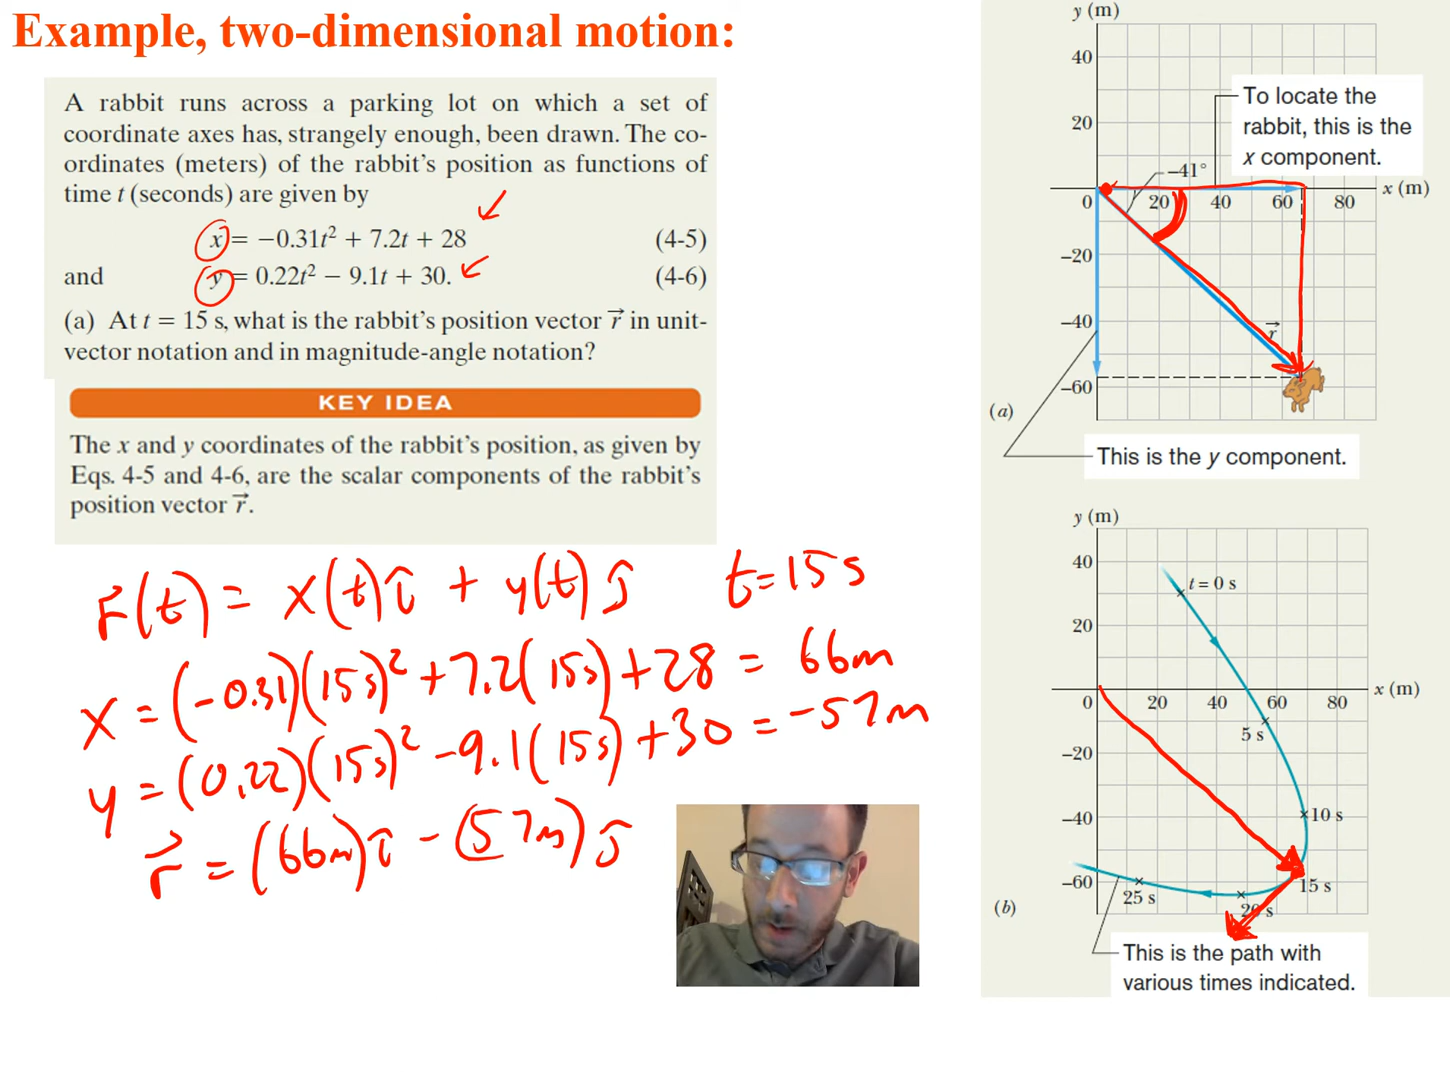 Example, two-dimensional motion:
A rabbit runs across a parking lot on which a set of
coordinate axes has, strangely enough, been drawn. The co-
ordinates (meters) of the rabbit's position as functions of
time t (seconds) are given by
x = −0.31t² + 7.2t + 28 (4-5)
and y = 0.22t² − 9.1t + 30. (4-6)
(a) At t = 15 s, what is the rabbit's position vector r⃗ in unit-
vector notation and in magnitude-angle notation?
KEY IDEA
The x and y coordinates of the rabbit's position, as given by
Eqs. 4-5 and 4-6, are the scalar components of the rabbit's
position vector r⃗.
r⃗(t) = x(t)î + y(t)ĵ t=15s
x = (-0.31)(15s)² + 7.2(15s) + 28 = 66m
y = (0.22)(15s)² - 9.1(15s) + 30 = -57m
r⃗ = (66m)î - (57m)ĵ
y (m)
40
20
To locate the
rabbit, this is the
x component.
−41°
0 20 40 60 80 x (m)
−20
−40
r⃗
−60
(a)
This is the y component.
y (m)
40
t = 0 s
20
0 20 40 60 80 x (m)
5 s
−20
−40
10 s
−60
15 s
25 s
20 s
(b)
This is the path with
various times indicated.